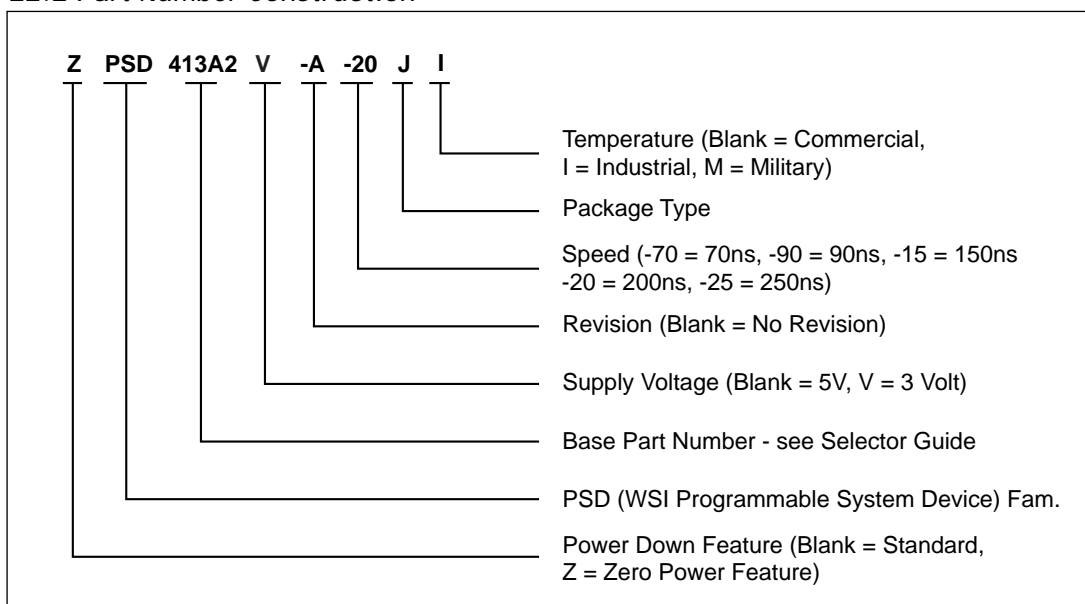 Z PSD 413A2 V -A -20 J I
Temperature (Blank = Commercial,
I = Industrial, M = Military)
Package Type
Speed (-70 = 70ns, -90 = 90ns, -15 = 150ns
-20 = 200ns, -25 = 250ns)
Revision (Blank = No Revision)
Supply Voltage (Blank = 5V, V = 3 Volt)
Base Part Number - see Selector Guide
PSD (WSI Programmable System Device) Fam.
Power Down Feature (Blank = Standard,
Z = Zero Power Feature)